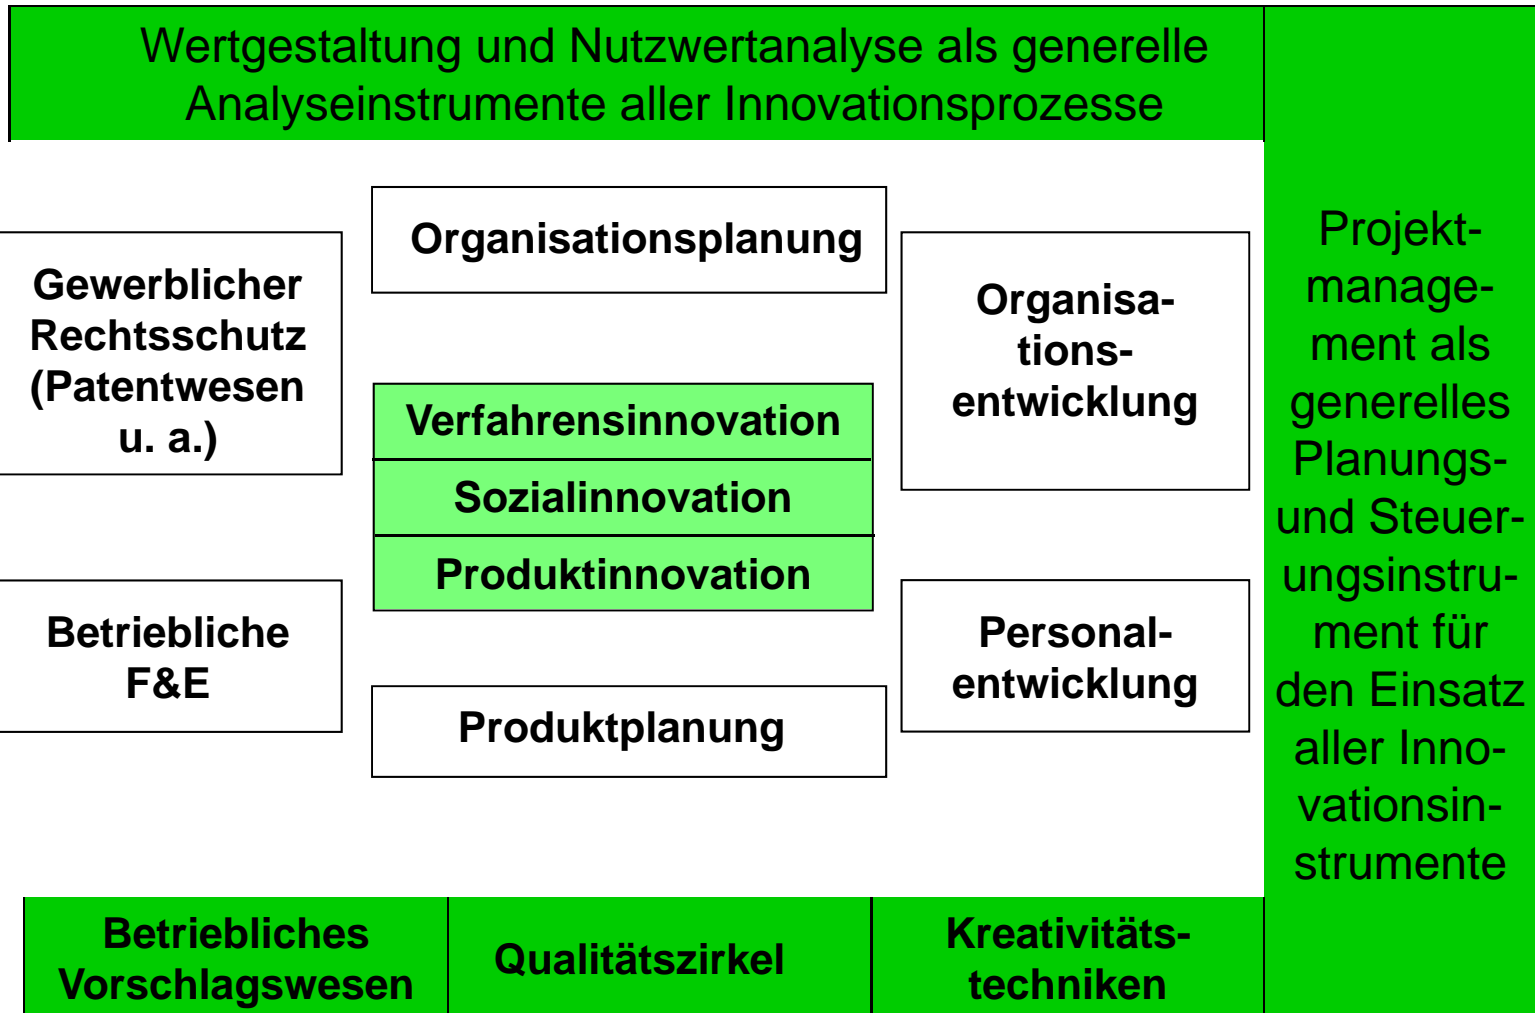 Wertgestaltung und Nutzwertanalyse als generelle
Analyseinstrumente aller Innovationsprozesse
Organisationsplanung
Gewerblicher
Rechtsschutz
(Patentwesen
u. a.)
Organisa-
tions-
entwicklung
Verfahrensinnovation
Sozialinnovation
Produktinnovation
Betriebliche
F&E
Personal-
entwicklung
Produktplanung
Projekt-
manage-
ment als
generelles
Planungs-
und Steuer-
ungsinstru-
ment für
den Einsatz
aller Inno-
vationsin-
strumente
Betriebliches
Vorschlagswesen
Qualitätszirkel
Kreativitäts-
techniken